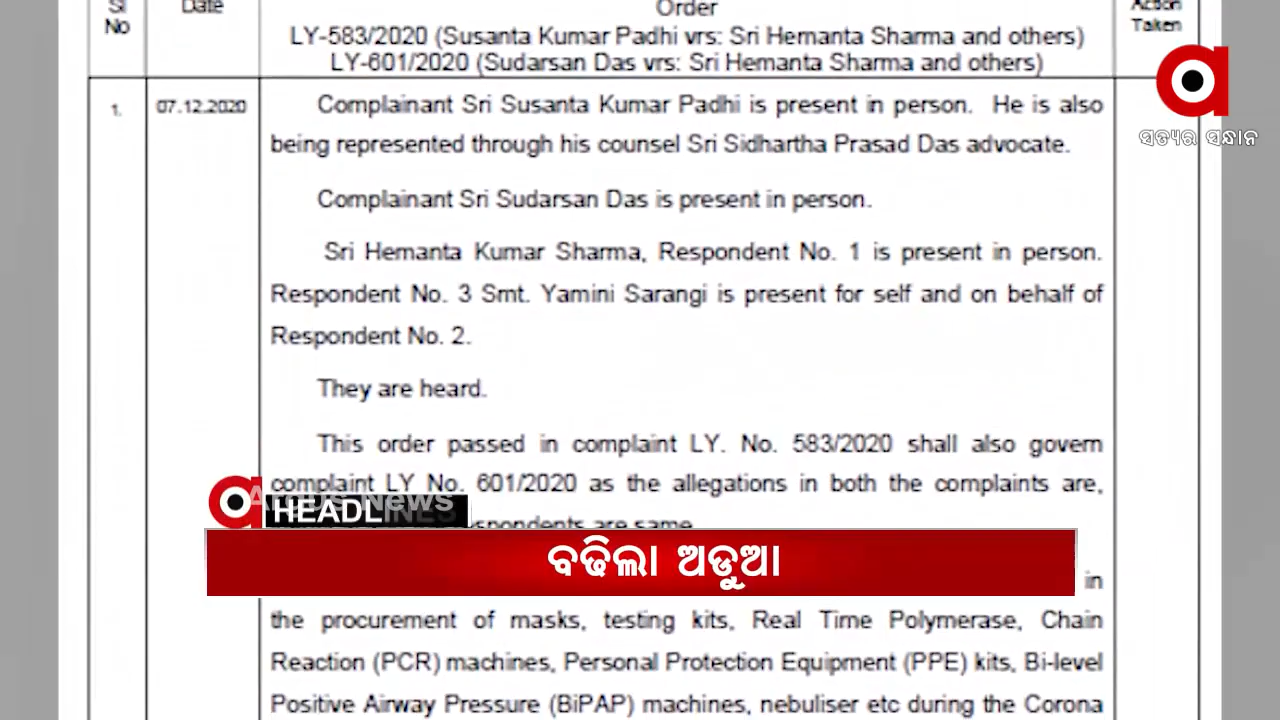 Sl No
Date
Order
Action Taken
LY-583/2020 (Susanta Kumar Padhi vrs: Sri Hemanta Sharma and others)
LY-601/2020 (Sudarsan Das vrs: Sri Hemanta Sharma and others)
ସତ୍ୟର ସନ୍ଧାନ
1.
07.12.2020
Complainant Sri Susanta Kumar Padhi is present in person. He is also
being represented through his counsel Sri Sidhartha Prasad Das advocate.
Complainant Sri Sudarsan Das is present in person.
Sri Hemanta Kumar Sharma, Respondent No. 1 is present in person.
Respondent No. 3 Smt. Yamini Sarangi is present for self and on behalf of
Respondent No. 2.
They are heard.
This order passed in complaint LY. No. 583/2020 shall also govern
complaint LY No. 601/2020 as the allegations in both the complaints are,
Argus News
HEADLINES
spondents are same
ବଢିଲା ଅଡୁଆ
in
the procurement of masks, testing kits, Real Time Polymerase, Chain
Reaction (PCR) machines, Personal Protection Equipment (PPE) kits, Bi-level
Positive Airway Pressure (BiPAP) machines, nebuliser etc during the Corona